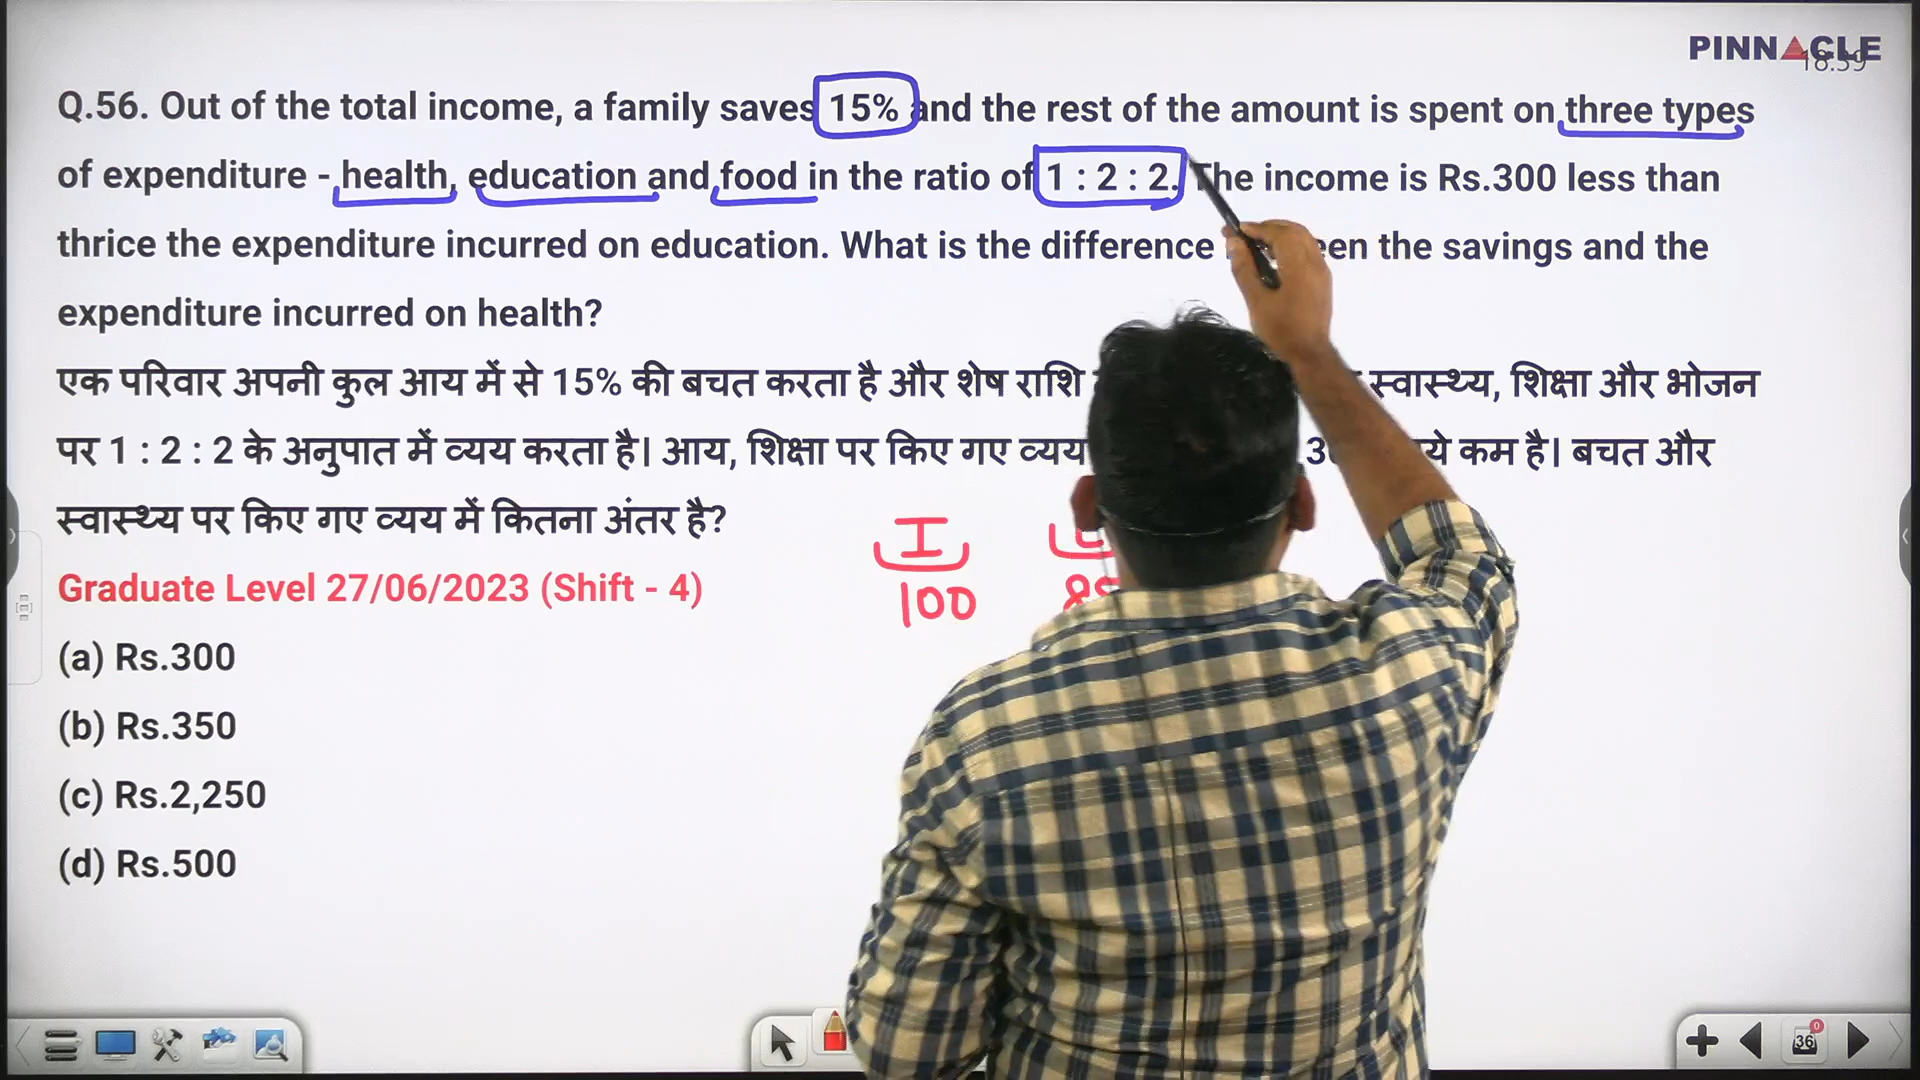 PINNACLE
18:39
Q.56. Out of the total income, a family saves 15% and the rest of the amount is spent on three types
of expenditure - health, education and food in the ratio of 1 : 2 : 2. The income is Rs.300 less than
thrice the expenditure incurred on education. What is the difference een the savings and the
expenditure incurred on health?
एक परिवार अपनी कुल आय में से 15% की बचत करता है और शेष राशि स्वास्थ्य, शिक्षा और भोजन
पर 1 : 2 : 2 के अनुपात में व्यय करता है। आय, शिक्षा पर किए गए व्यय कम है। बचत और
स्वास्थ्य पर किए गए व्यय में कितना अंतर है?
I
100
Graduate Level 27/06/2023 (Shift - 4)
(a) Rs.300
(b) Rs.350
(c) Rs.2,250
(d) Rs.500
36
0